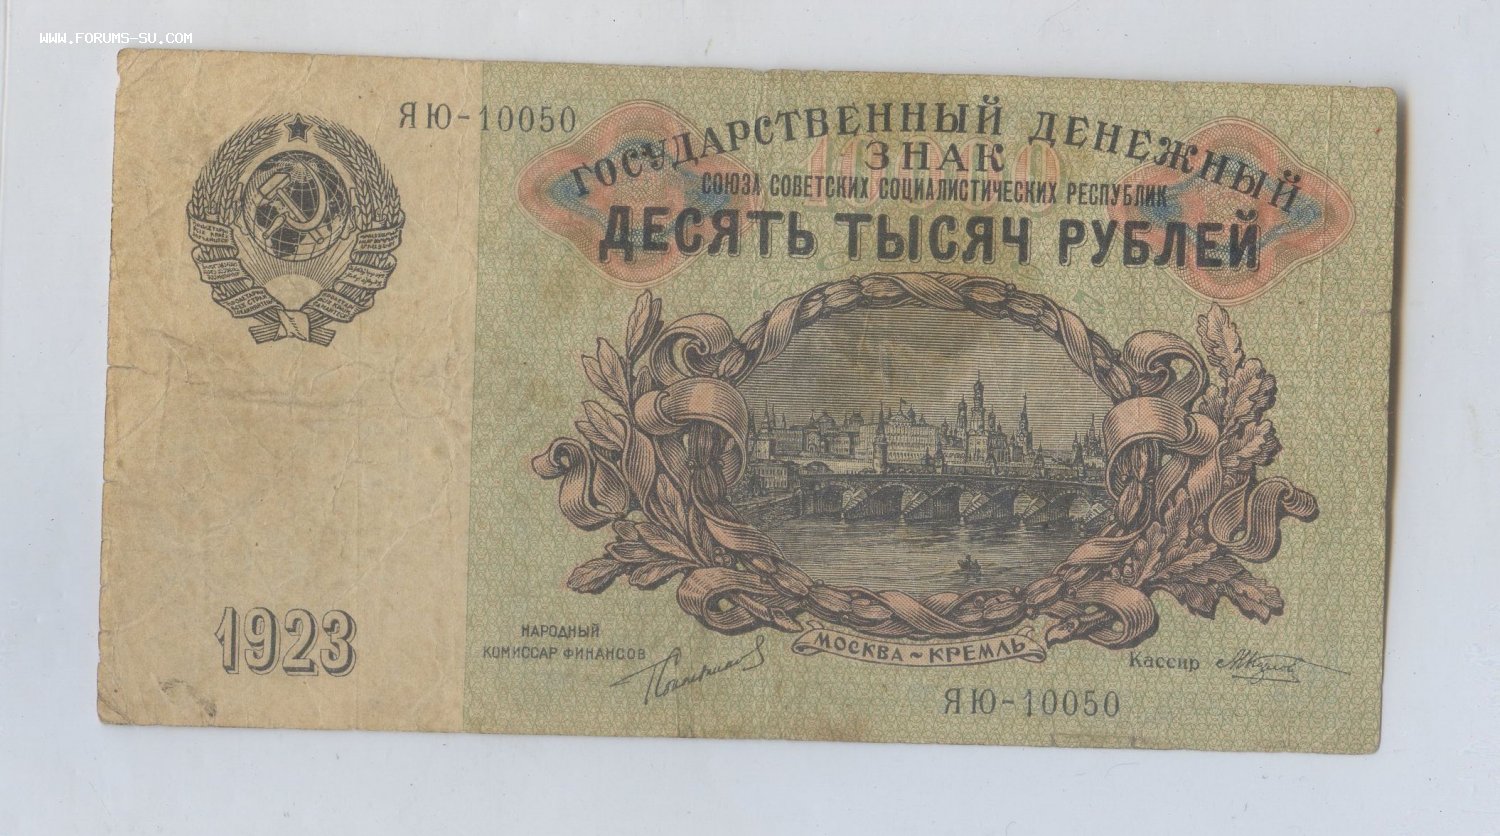 WWW.FORUMS-SU.COM
ЯЮ-10050
ГОСУДАРСТВЕННЫЙ ДЕНЕЖНЫЙ
ЗНАК
СОЮЗА СОВЕТСКИХ СОЦИАЛИСТИЧЕСКИХ РЕСПУБЛИК
ДЕСЯТЬ ТЫСЯЧ РУБЛЕЙ
1923
НАРОДНЫЙ
КОМИССАР ФИНАНСОВ
МОСКВА ~ КРЕМЛЬ
Кассир
ЯЮ-10050